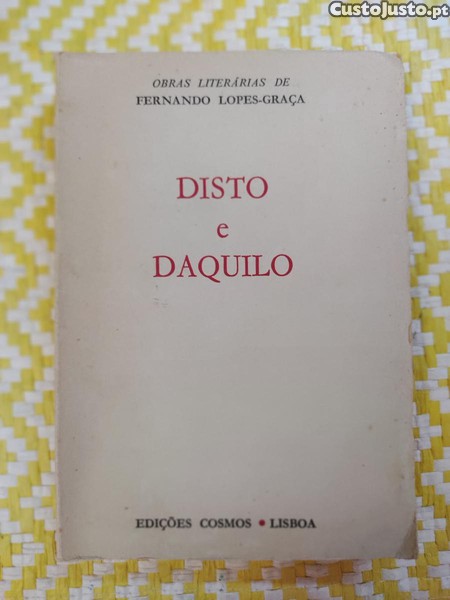 CustoJusto.pt
OBRAS LITERÁRIAS DE
FERNANDO LOPES-GRAÇA
DISTO
e
DAQUILO
EDIÇÕES COSMOS • LISBOA